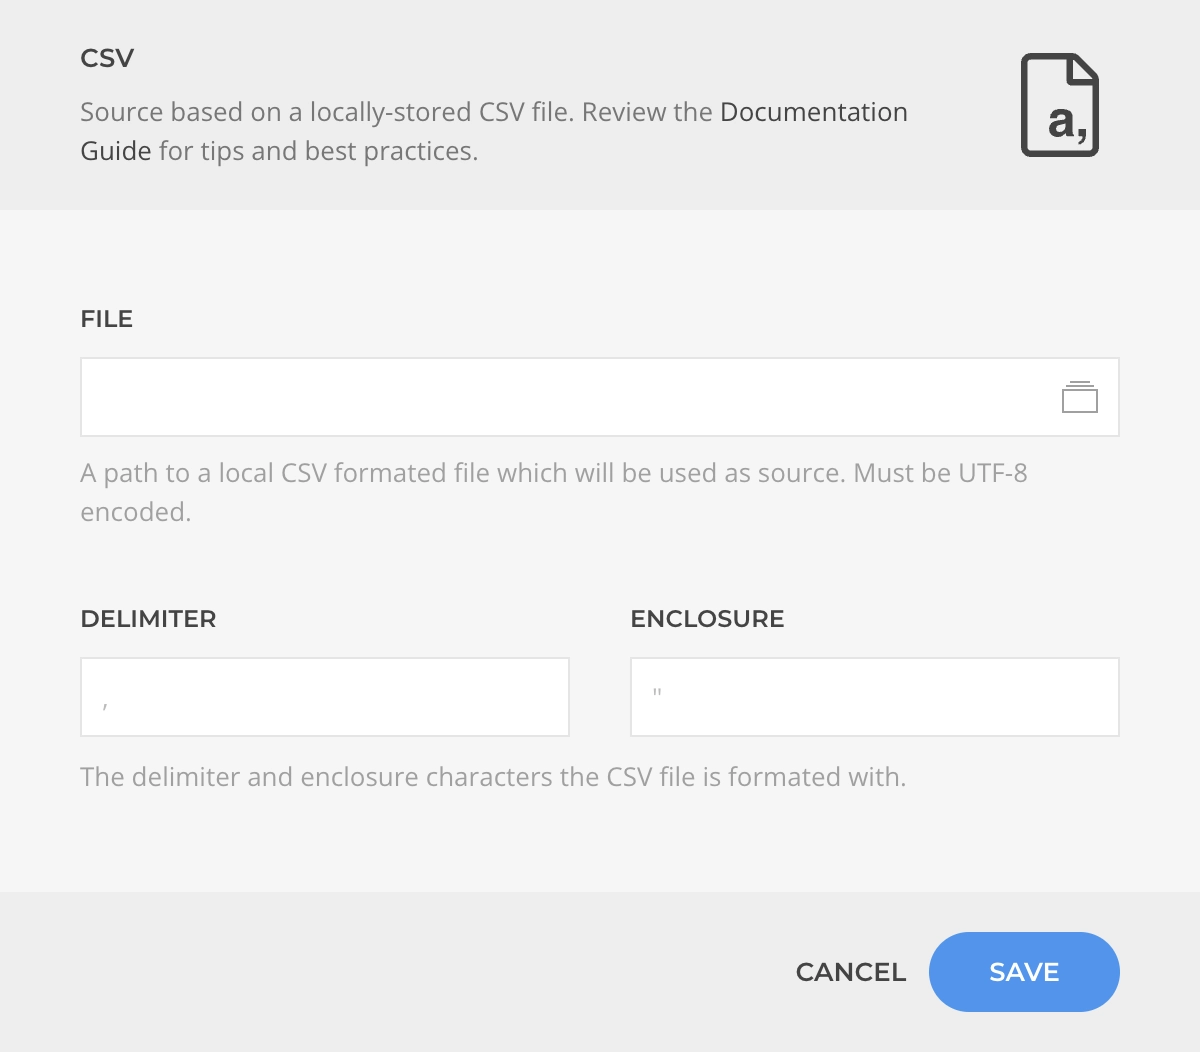 CSV
Source based on a locally-stored CSV file. Review the Documentation
Guide for tips and best practices.
a,
FILE
A path to a local CSV formated file which will be used as source. Must be UTF-8
encoded.
DELIMITER
ENCLOSURE
,
"
The delimiter and enclosure characters the CSV file is formated with.
CANCEL
SAVE